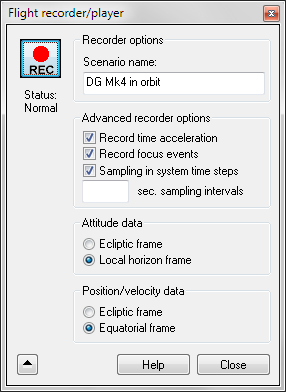 Flight recorder/player
REC
Status:
Normal
Recorder options
Scenario name:
DG Mk4 in orbit
Advanced recorder options
Record time acceleration
Record focus events
Sampling in system time steps
sec. sampling intervals
Attitude data
Ecliptic frame
Local horizon frame
Position/velocity data
Ecliptic frame
Equatorial frame
Help
Close